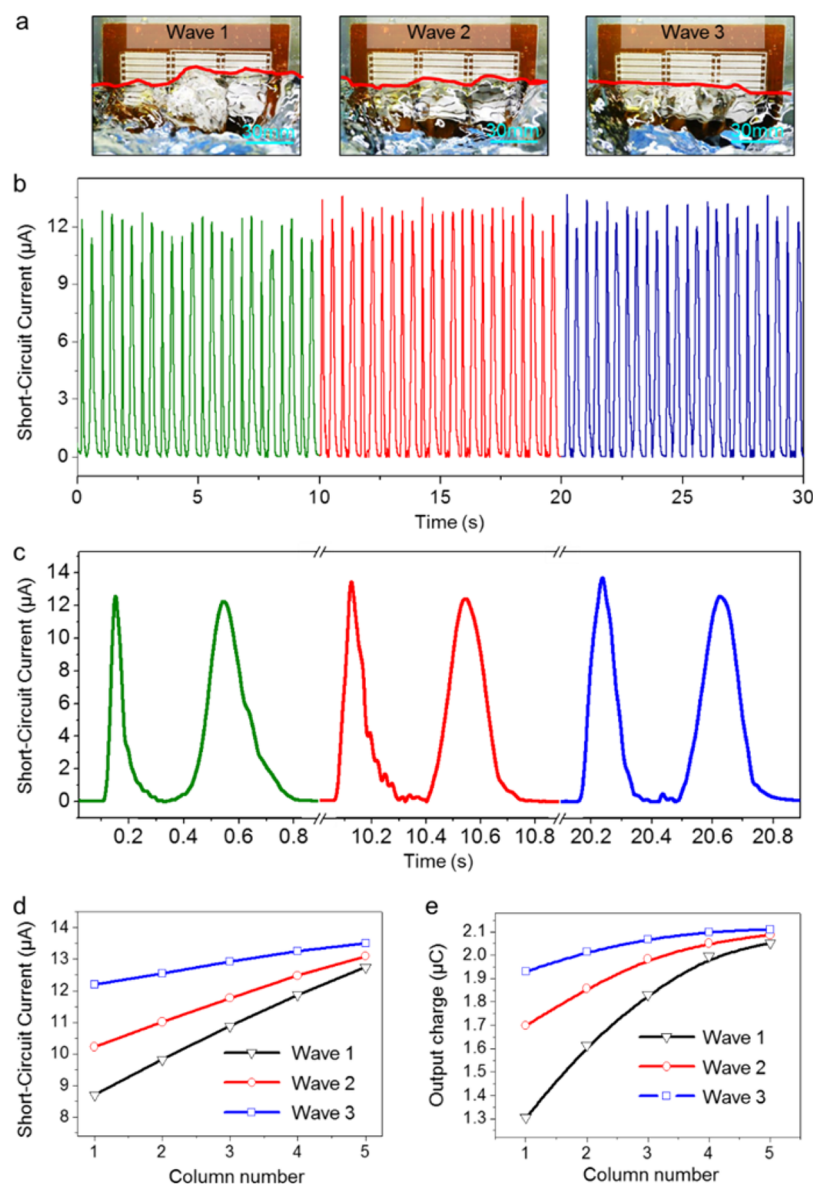 a
Wave 1
Wave 2
Wave 3
30mm
30mm
30mm
b
Short-Circuit Current (µA)
12
9
6
3
0
0
5
10
15
20
25
30
Time (s)
c
Short-Circuit Current (µA)
14
12
10
8
6
4
2
0
0.2
0.4
0.6
0.8
10.2
10.4
10.6
10.8
20.2
20.4
20.6
20.8
Time (s)
d
Short-Circuit Current (µA)
14
13
12
11
10
9
8
Wave 1
Wave 2
Wave 3
1
2
3
4
5
Column number
e
Output charge (µC)
2.1
2.0
1.9
1.8
1.7
1.6
1.5
1.4
1.3
Wave 1
Wave 2
Wave 3
1
2
3
4
5
Column number